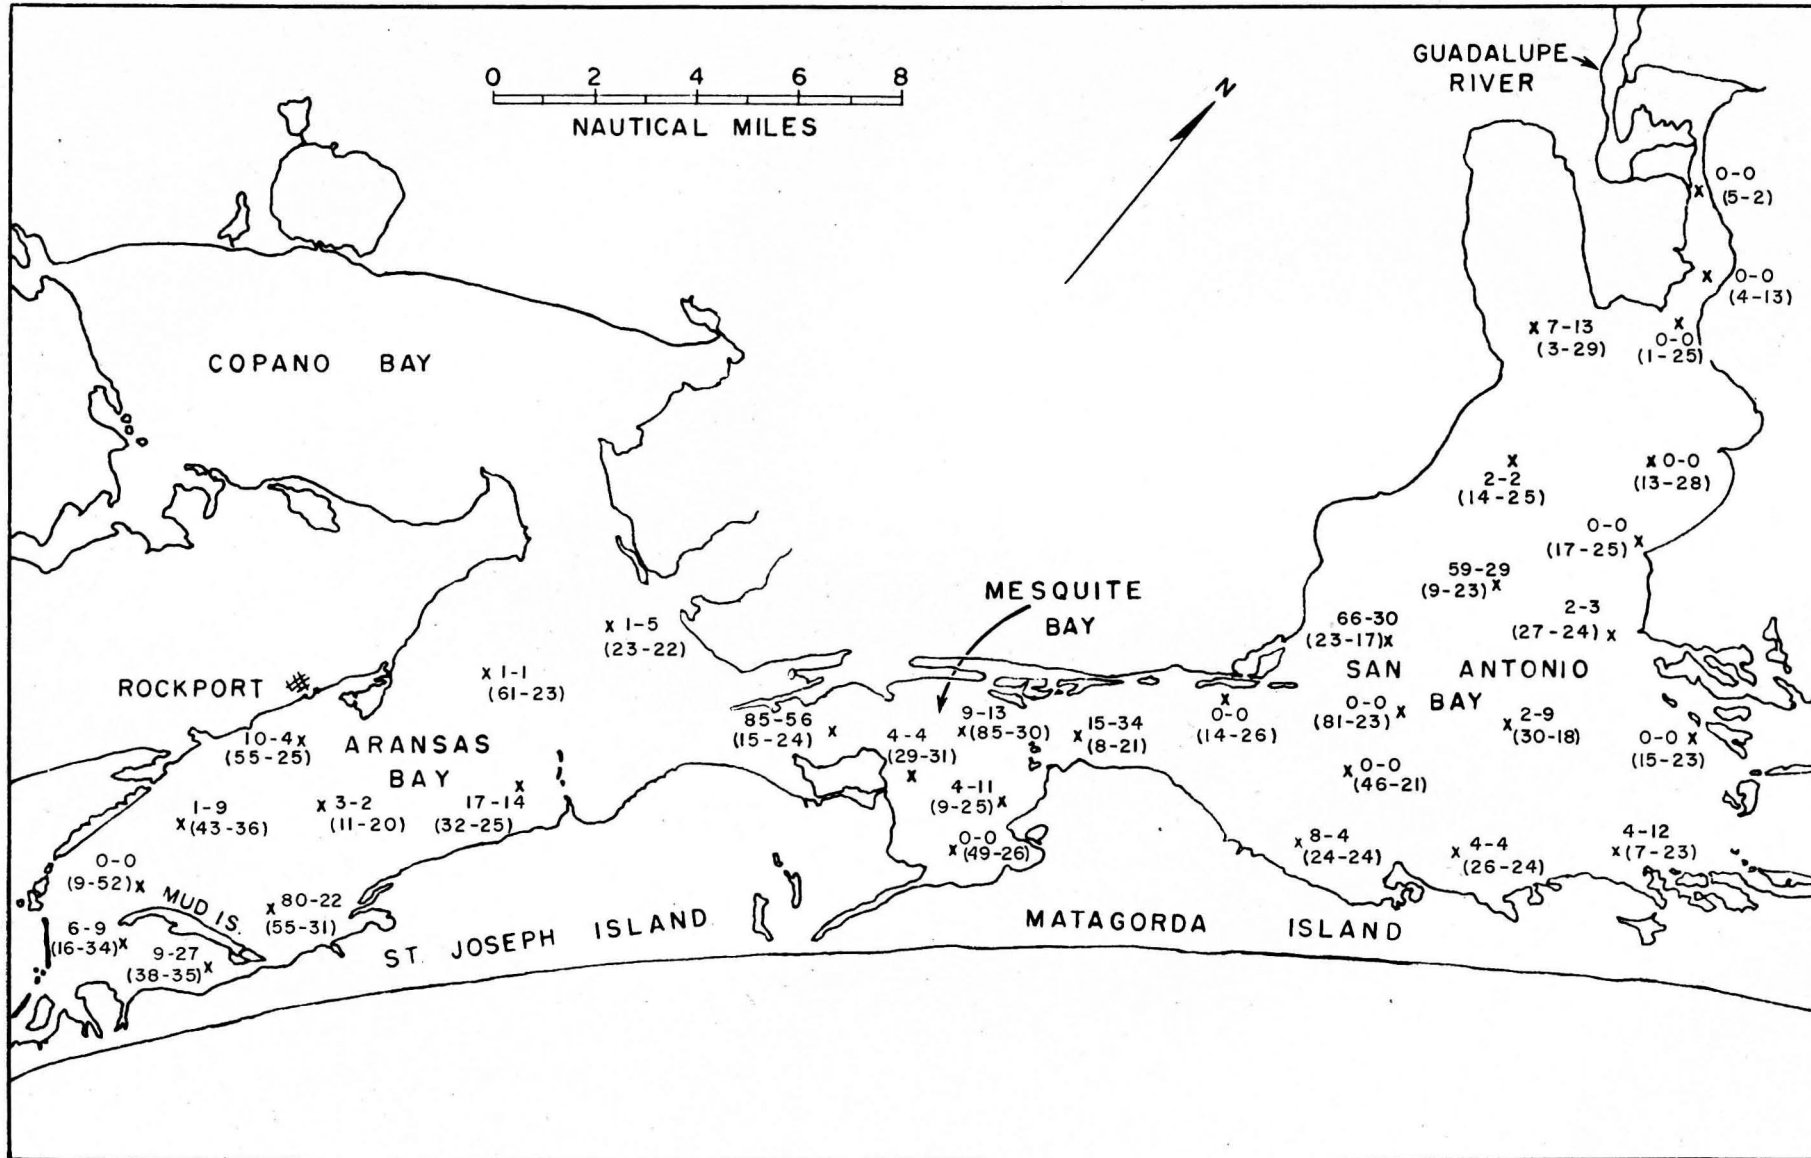 GUADALUPE
RIVER
0 2 4 6 8
NAUTICAL MILES
N
0-0
(5-2)
0-0
(4-13)
x 7-13
(3-29)
0-0
(1-25)
COPANO BAY
2-2
(14-25)
x 0-0
(13-28)
0-0
(17-25)
59-29
(9-23)x
MESQUITE
BAY
2-3
(27-24)x
66-30
(23-17)x
x 1-5
(23-22)
SAN ANTONIO
BAY
x 1-1
(61-23)
ROCKPORT
85-56
(15-24)
9-13
x(85-30)
15-34
(8-21)
0-0
(14-26)
0-0
(81-23)
2-9
(30-18)
0-0
(15-23)
10-4
(55-25)
ARANSAS
BAY
4-4
(29-31)
x 0-0
(46-21)
1-9
x(43-36)
x 3-2
(11-20)
17-14
(32-25)
4-11
(9-25)x
0-0
x(49-26)
x 8-4
(24-24)
x 4-4
(26-24)
4-12
x(7-23)
0-0
(9-52)x
MUD IS.
x 80-22
(55-31)
6-9
(16-34)x
9-27
(38-35)x
ST. JOSEPH ISLAND
MATAGORDA ISLAND